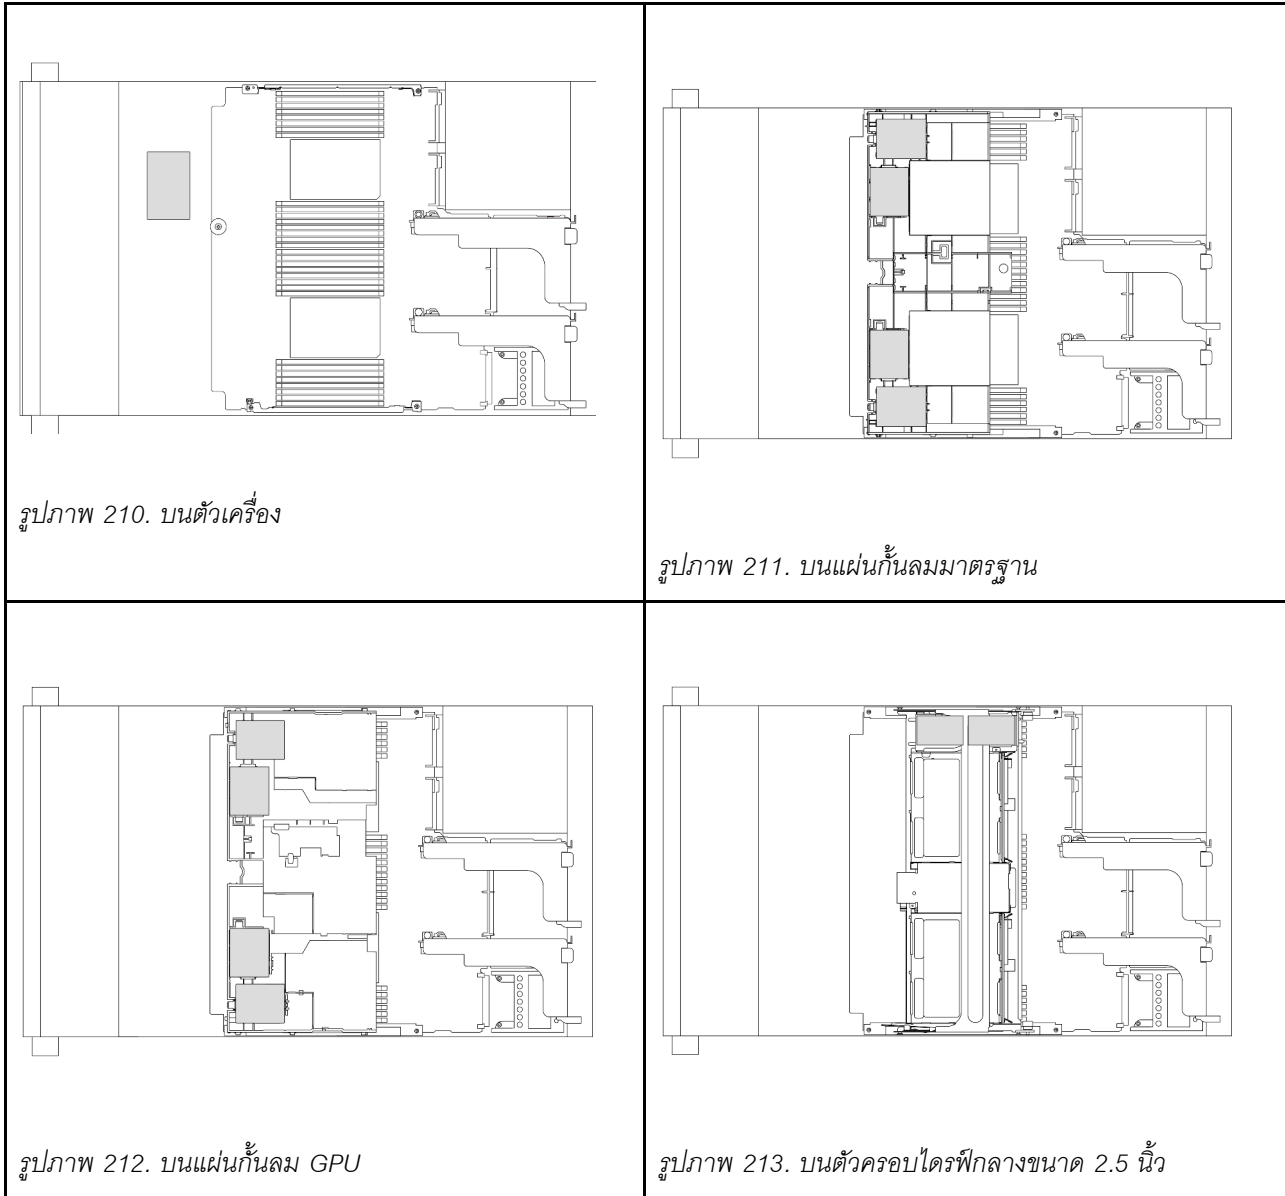 รูปภาพ 210. บนตัวเครื่อง
รูปภาพ 211. บนแผ่นกั้นลมมาตรฐาน
รูปภาพ 212. บนแผ่นกั้นลม GPU
รูปภาพ 213. บนตัวครอบไดรฟ์กลางขนาด 2.5 นิ้ว